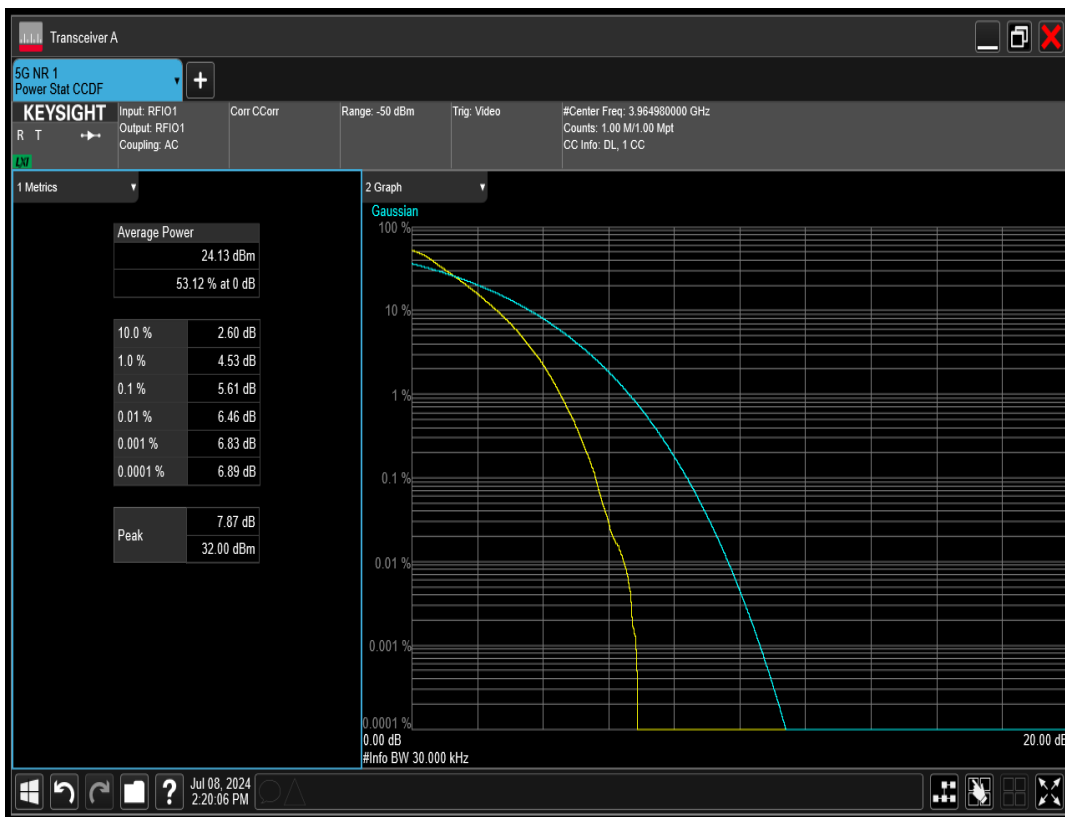 Transceiver A
5G NR 1
Power Stat CCDF
+
KEYSIGHT
R T
LXI
Input: RFIO1
Output: RFIO1
Coupling: AC
Corr CCorr
Range: -50 dBm
Trig: Video
#Center Freq: 3.964980000 GHz
Counts: 1.00 M/1.00 Mpt
CC Info: DL, 1 CC
1 Metrics
Average Power
24.13 dBm
53.12 % at 0 dB
10.0 % 2.60 dB
1.0 % 4.53 dB
0.1 % 5.61 dB
0.01 % 6.46 dB
0.001 % 6.83 dB
0.0001 % 6.89 dB
Peak
7.87 dB
32.00 dBm
2 Graph
Gaussian
100 %
10 %
1 %
0.1 %
0.01 %
0.001 %
0.0001 %
0.00 dB 20.00 dB
#Info BW 30.000 kHz
?
Jul 08, 2024
2:20:06 PM